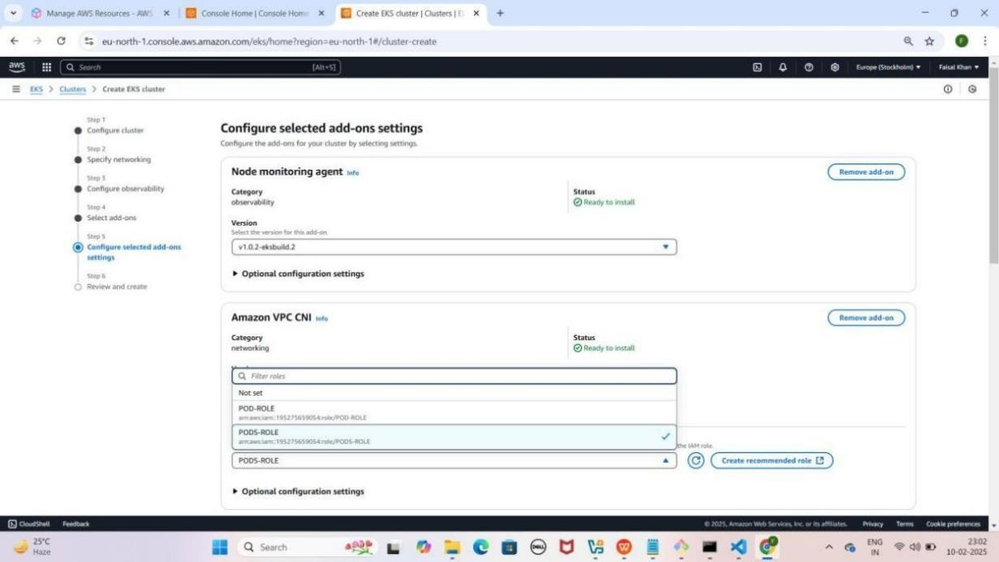 Manage AWS Resources - AWS
Console Home | Console Home
Create EKS cluster | Clusters | E
eu-north-1.console.aws.amazon.com/eks/home?region=eu-north-1#/cluster-create
F
aws
Search
[Alt+S]
Europe (Stockholm)
Faisal Khan
EKS > Clusters > Create EKS cluster
Step 1
Configure cluster
Step 2
Specify networking
Step 3
Configure observability
Step 4
Select add-ons
Step 5
Configure selected add-ons
settings
Step 6
Review and create
Configure selected add-ons settings
Configure the add-ons for your cluster by selecting settings.
Node monitoring agent Info
Remove add-on
Category
observability
Status
Ready to install
Version
Select the version for this add-on.
v1.0.2-eksbuild.2
Optional configuration settings
Amazon VPC CNI Info
Remove add-on
Category
networking
Status
Ready to install
Filter roles
Not set
POD-ROLE
arn:aws:iam::195275659054:role/POD-ROLE
PODS-ROLE
arn:aws:iam::195275659054:role/PODS-ROLE
the IAM role.
PODS-ROLE
Create recommended role
Optional configuration settings
CloudShell
Feedback
© 2025, Amazon Web Services, Inc. or its affiliates.
Privacy
Terms
Cookie preferences
25°C
Haze
Search
DELL
ENG
IN
23:02
10-02-2025